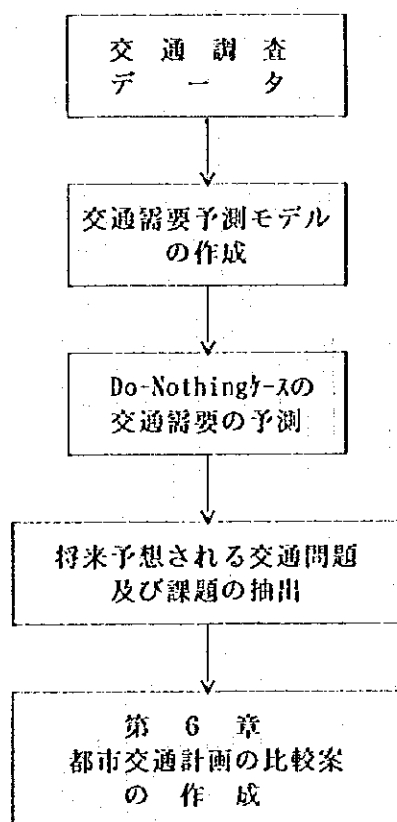 交通調査
データ
交通需要予測モデル
の作成
Do-Nothingケースの
交通需要の予測
将来予想される交通問題
及び課題の抽出
第6章
都市交通計画の比較案
の作成